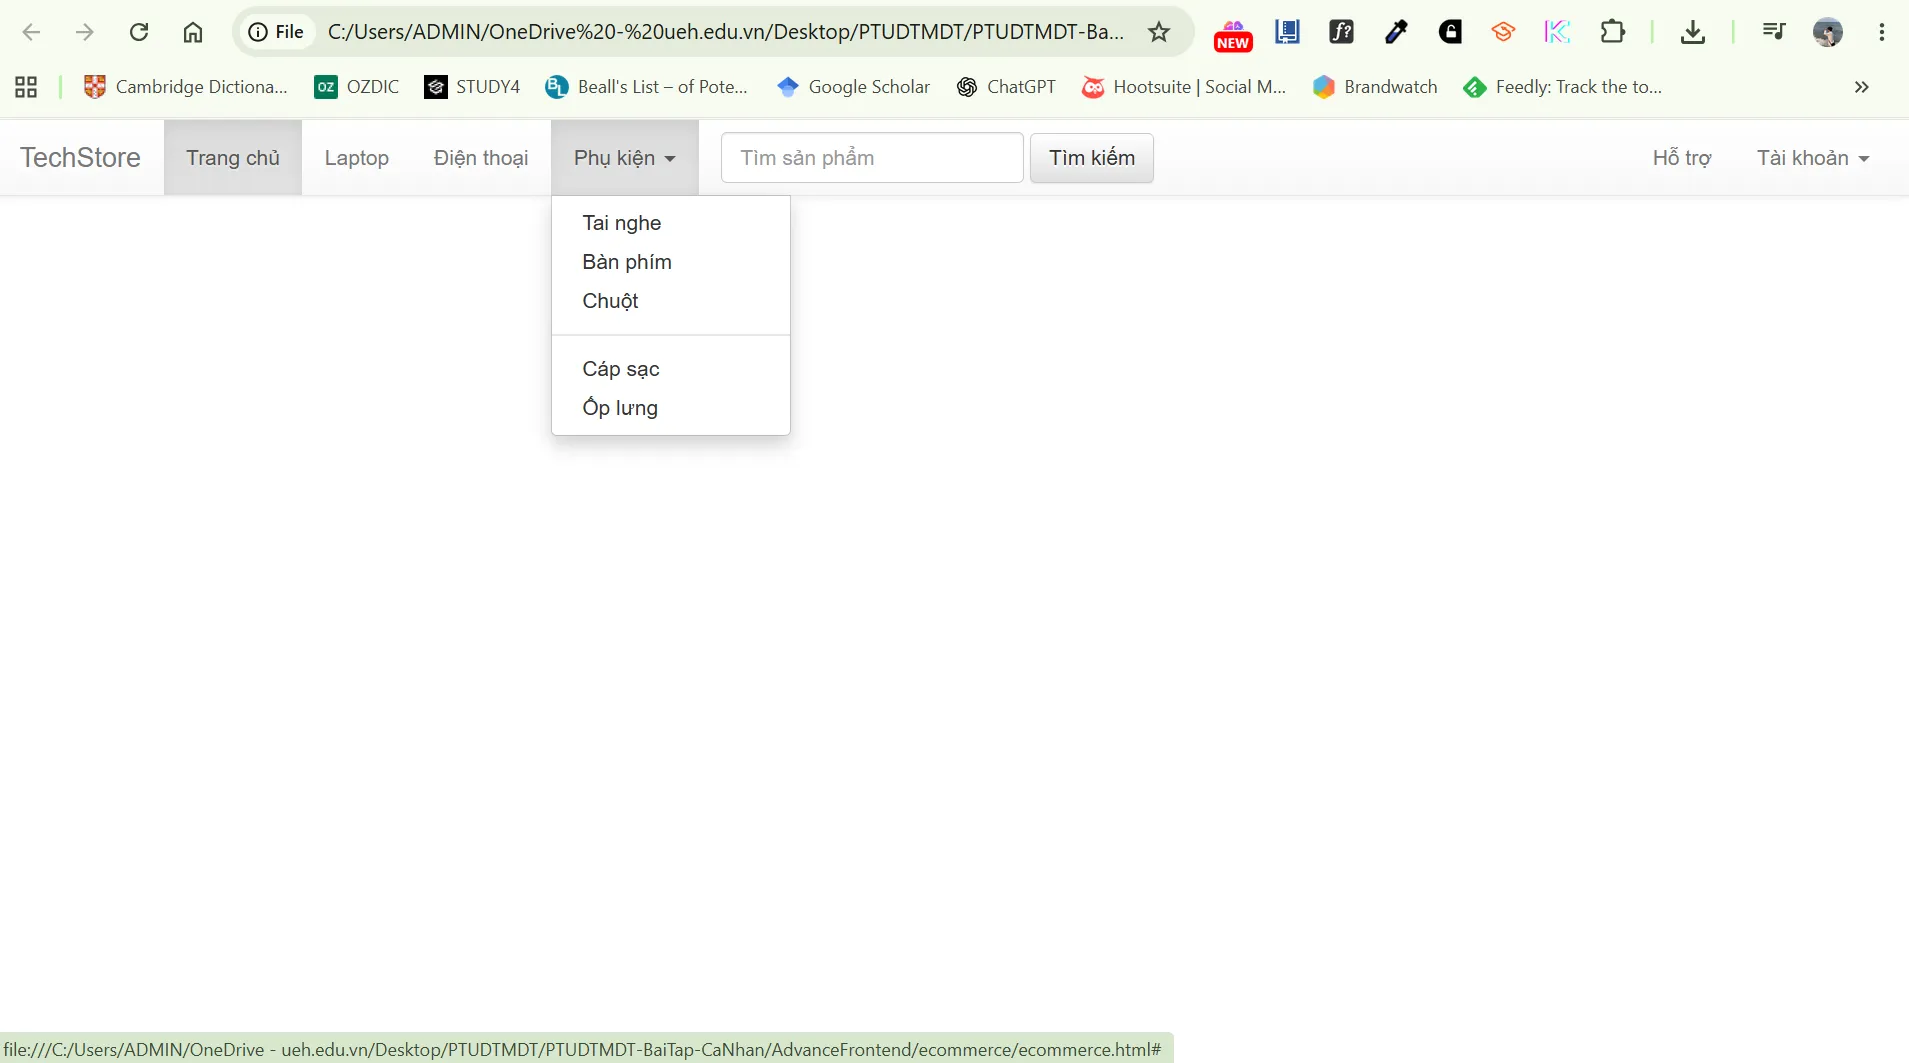 File C:/Users/ADMIN/OneDrive%20-%20ueh.edu.vn/Desktop/PTUDTMDT/PTUDTMDT-Ba... f? NEW
Cambridge Dictiona... OZ OZDIC STUDY4 BL Beall's List – of Pote... Google Scholar ChatGPT Hootsuite | Social M... Brandwatch Feedly: Track the to...
TechStore Trang chủ Laptop Điện thoại Phụ kiện Tìm sản phẩm Tìm kiếm Hỗ trợ Tài khoản
Tai nghe
Bàn phím
Chuột
Cáp sạc
Ốp lưng
file:///C:/Users/ADMIN/OneDrive - ueh.edu.vn/Desktop/PTUDTMDT/PTUDTMDT-BaiTap-CaNhan/AdvanceFrontend/ecommerce/ecommerce.html#